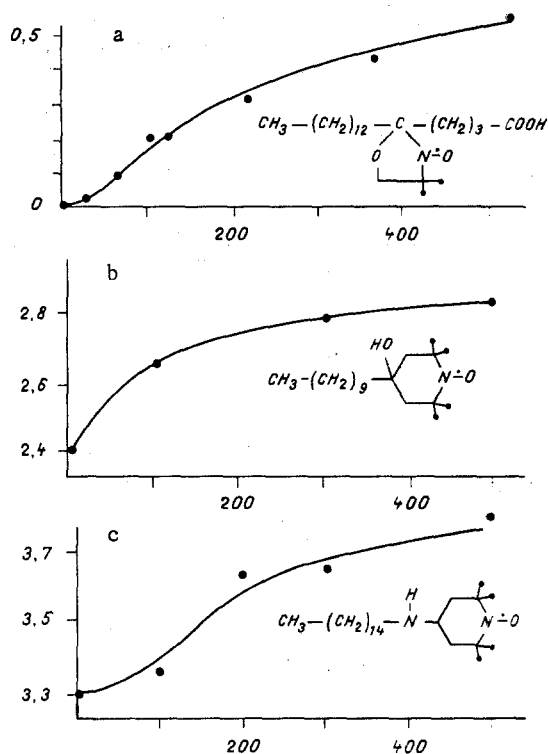 a
0,5
0
CH₃—(CH₂)₁₂—C—(CH₂)₃—COOH
O N∸O
200 400
b
2,8
2,6
2,4
HO
CH₃-(CH₂)₉
N∸O
200 400
c
3,7
3,5
3,3
H
CH₃—(CH₂)₁₄—N
N∸O
200 400